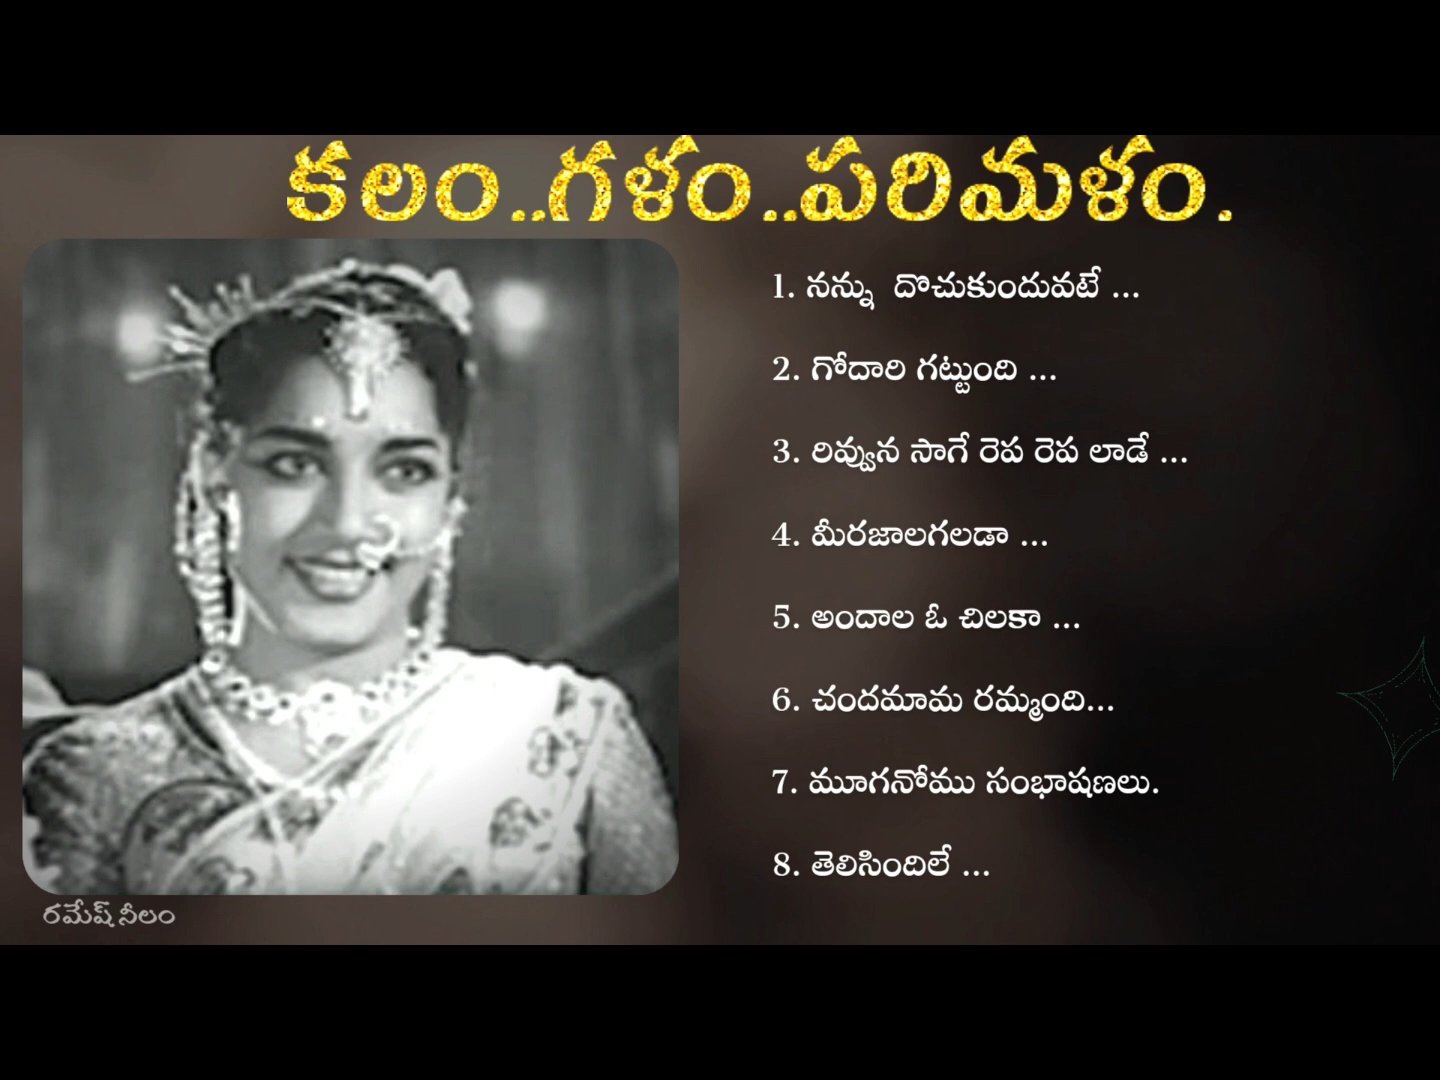 కలం..గళం..పరిమళం.
1. నన్ను దొచుకుందువటే ...
2. గోదారి గట్టుంది ...
3. రివ్వున సాగే రెప రెప లాడే ...
4. మీరజాలగలడా ...
5. అందాల ఓ చిలకా ...
6. చందమామ రమ్మంది...
7. మూగనోము సంభాషణలు.
8. తెలిసిందిలే ...
రమేష్ నీలం